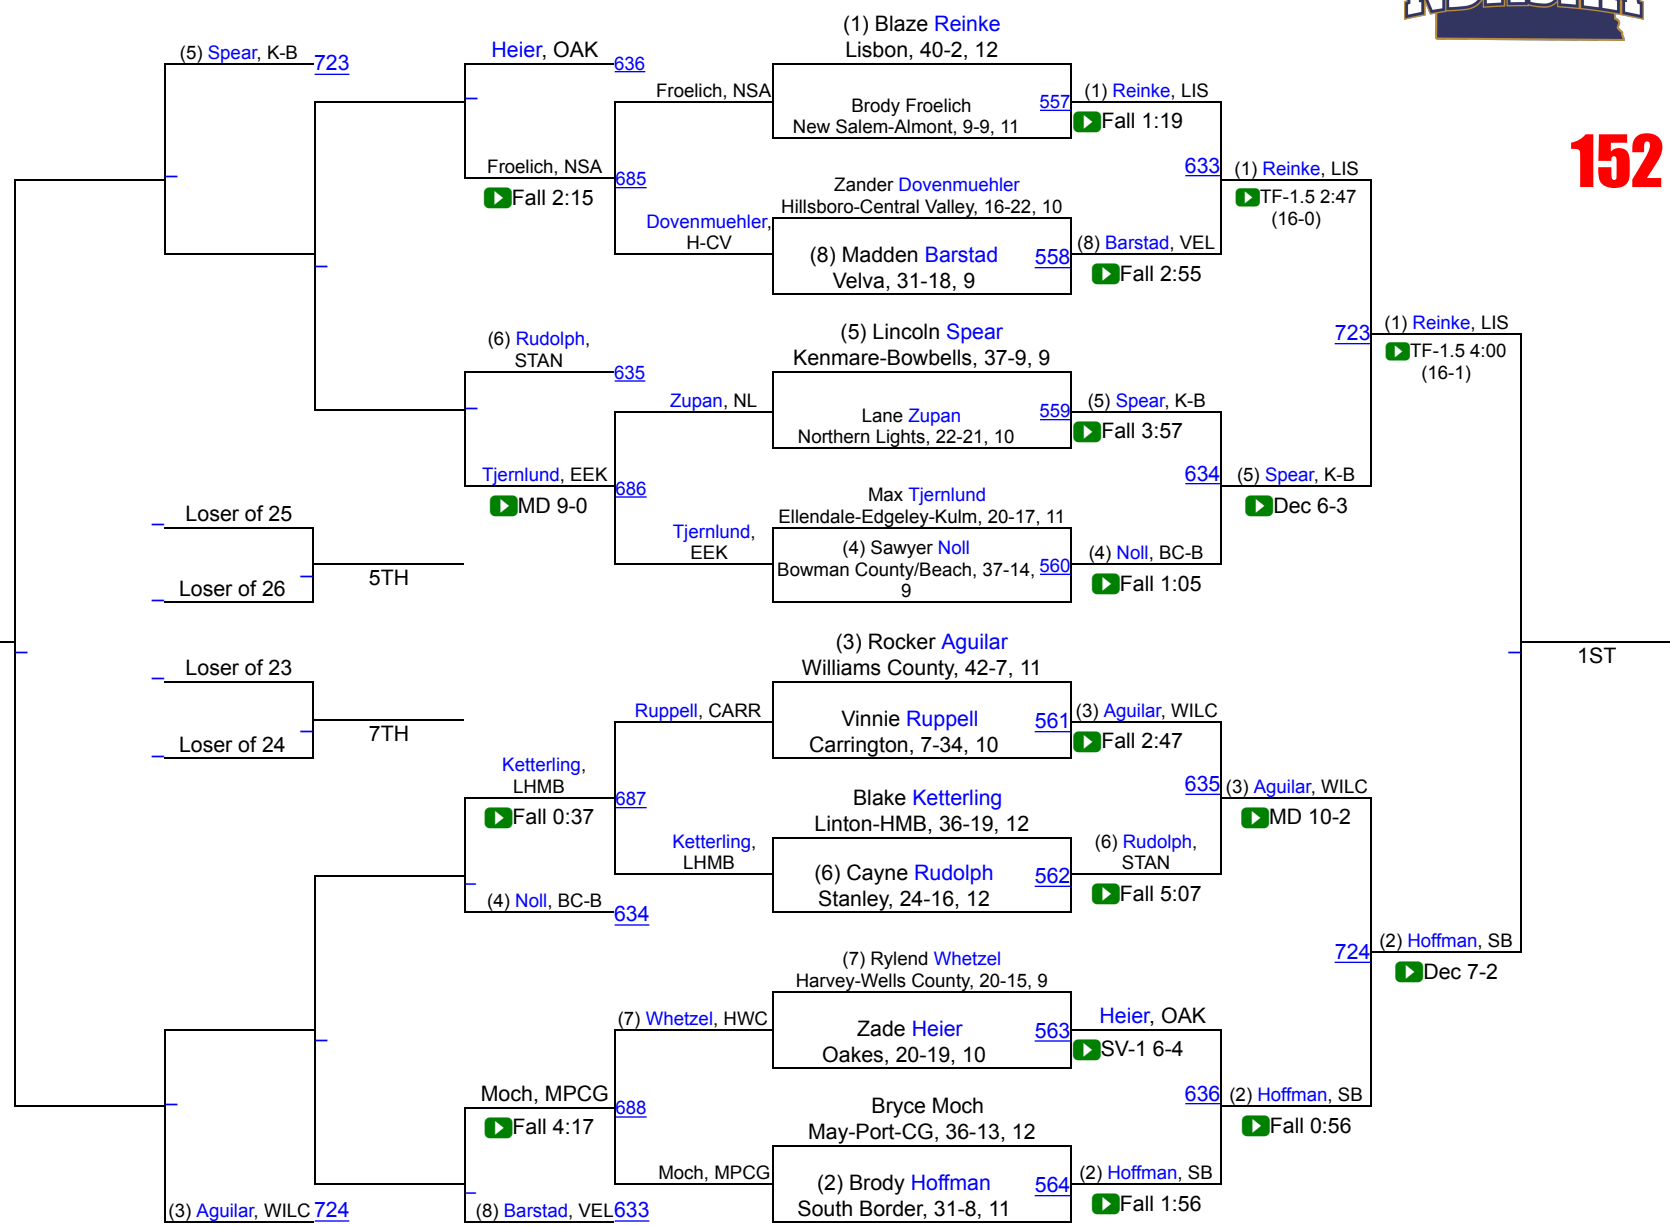 152
(5) Spear, K-B 723
Heier, OAK 636
Froelich, NSA
Froelich, NSA
Fall 2:15
685
Dovenmuehler,
H-CV
(6) Rudolph,
STAN
635
Zupan, NL
Tjernlund, EEK
MD 9-0
686
Tjernlund,
EEK
Loser of 25
Loser of 26
5TH
Loser of 23
Loser of 24
7TH
Ruppell, CARR
Ketterling,
LHMB
Fall 0:37
687
Ketterling,
LHMB
(4) Noll, BC-B
634
(7) Whetzel, HWC
Moch, MPCG
Fall 4:17
688
Moch, MPCG
(3) Aguilar, WILC 724
(8) Barstad, VEL 633
(1) Blaze Reinke
Lisbon, 40-2, 12
Brody Froelich
New Salem-Almont, 9-9, 11
557
Zander Dovenmuehler
Hillsboro-Central Valley, 16-22, 10
(8) Madden Barstad
Velva, 31-18, 9
558
(5) Lincoln Spear
Kenmare-Bowbells, 37-9, 9
Lane Zupan
Northern Lights, 22-21, 10
559
Max Tjernlund
Ellendale-Edgeley-Kulm, 20-17, 11
(4) Sawyer Noll
Bowman County/Beach, 37-14,
9
560
(3) Rocker Aguilar
Williams County, 42-7, 11
Vinnie Ruppell
Carrington, 7-34, 10
561
Blake Ketterling
Linton-HMB, 36-19, 12
(6) Cayne Rudolph
Stanley, 24-16, 12
562
(7) Rylend Whetzel
Harvey-Wells County, 20-15, 9
Zade Heier
Oakes, 20-19, 10
563
Bryce Moch
May-Port-CG, 36-13, 12
(2) Brody Hoffman
South Border, 31-8, 11
564
(1) Reinke, LIS
Fall 1:19
(8) Barstad, VEL
Fall 2:55
(5) Spear, K-B
Fall 3:57
(4) Noll, BC-B
Fall 1:05
(3) Aguilar, WILC
Fall 2:47
(6) Rudolph,
STAN
Fall 5:07
Heier, OAK
SV-1 6-4
(2) Hoffman, SB
Fall 1:56
633
(1) Reinke, LIS
TF-1.5 2:47
(16-0)
634
(5) Spear, K-B
Dec 6-3
635
(3) Aguilar, WILC
MD 10-2
636
(2) Hoffman, SB
Fall 0:56
723
(1) Reinke, LIS
TF-1.5 4:00
(16-1)
724
(2) Hoffman, SB
Dec 7-2
1ST